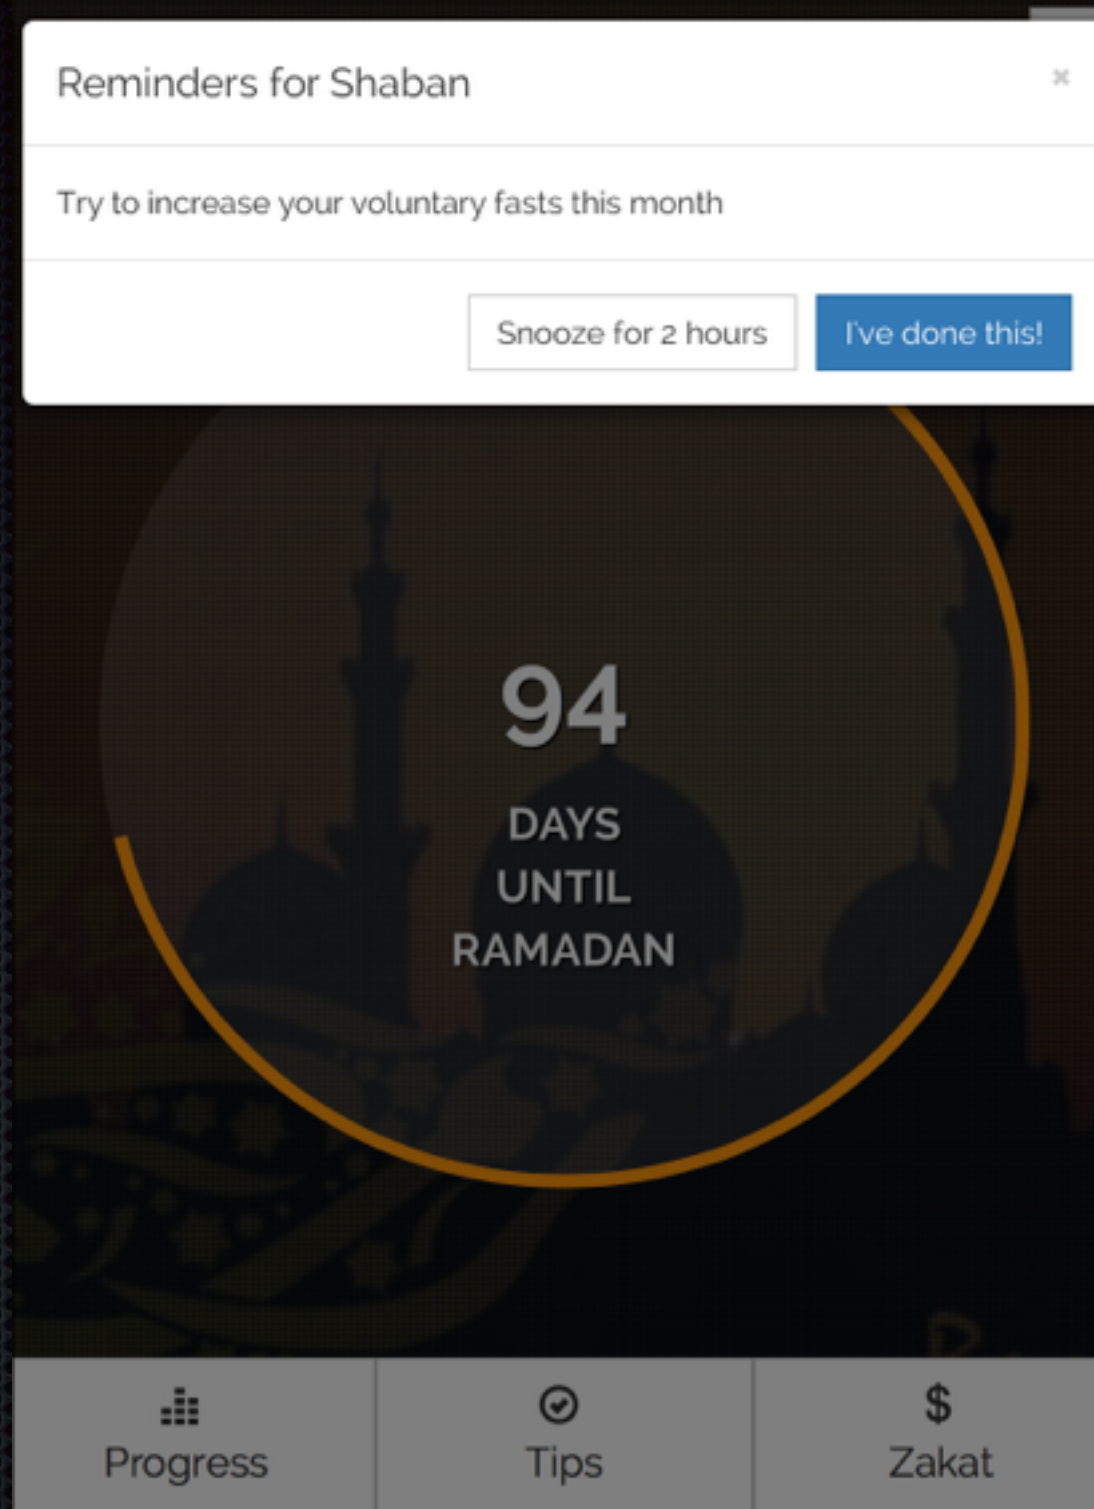 Reminders for Shaban
Try to increase your voluntary fasts this month
Snooze for 2 hours
I've done this!
94
DAYS
UNTIL
RAMADAN
Progress
Tips
$
Zakat